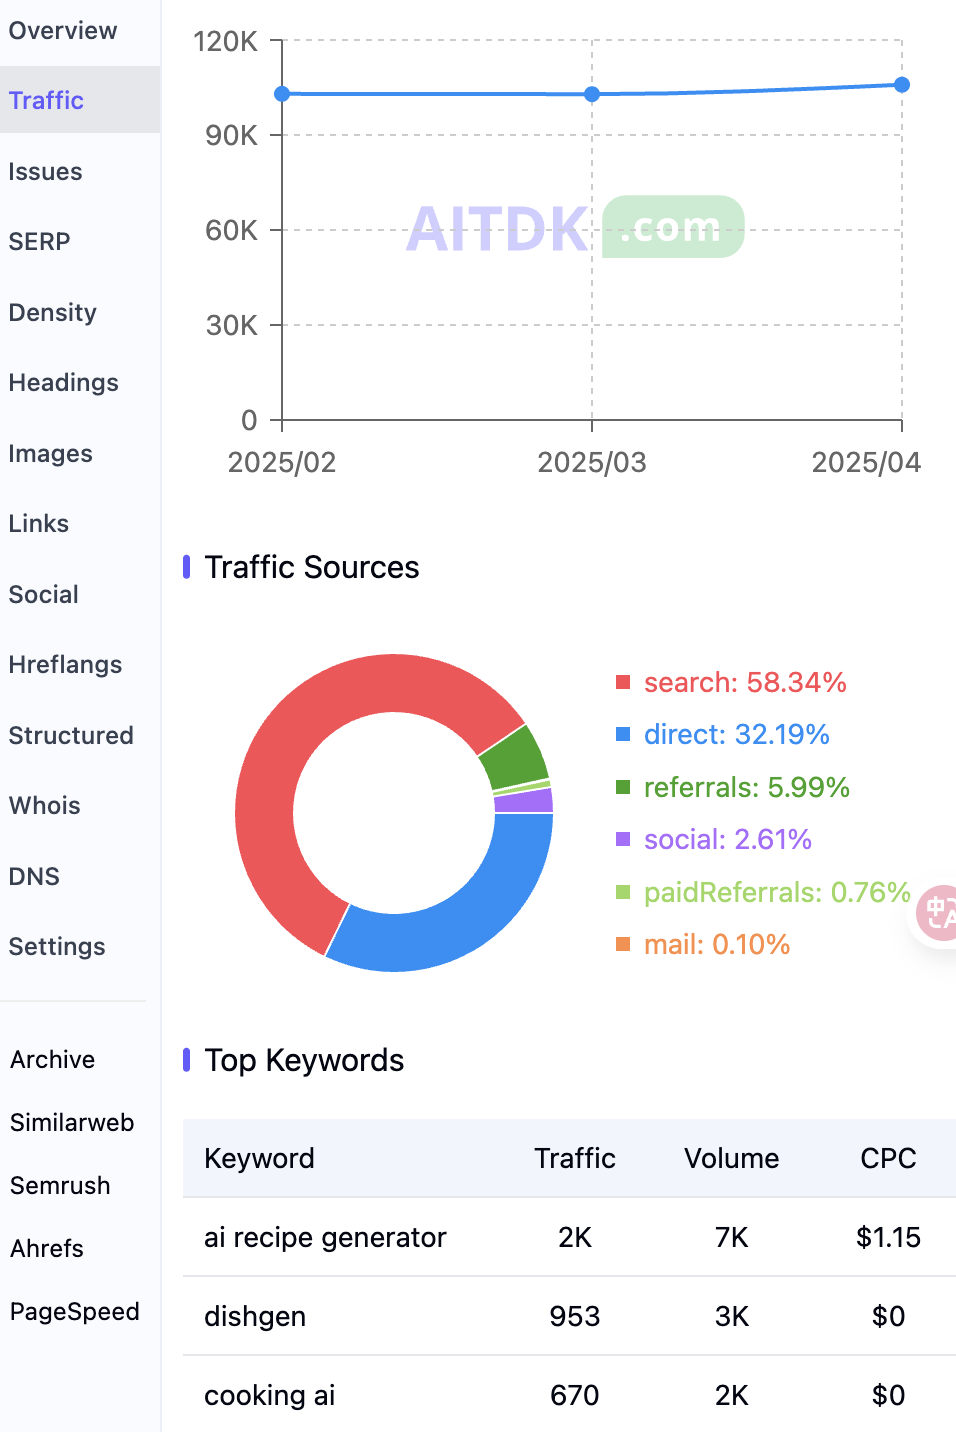 Overview
Traffic
Issues
SERP
Density
Headings
Images
Links
Social
Hreflangs
Structured
Whois
DNS
Settings
Archive
Similarweb
Semrush
Ahrefs
PageSpeed
120K
90K
60K
30K
0
2025/02 2025/03 2025/04
AITDK .com
Traffic Sources
search: 58.34%
direct: 32.19%
referrals: 5.99%
social: 2.61%
paidReferrals: 0.76%
mail: 0.10%
中 A
Top Keywords
Keyword Traffic Volume CPC
ai recipe generator 2K 7K $1.15
dishgen 953 3K $0
cooking ai 670 2K $0